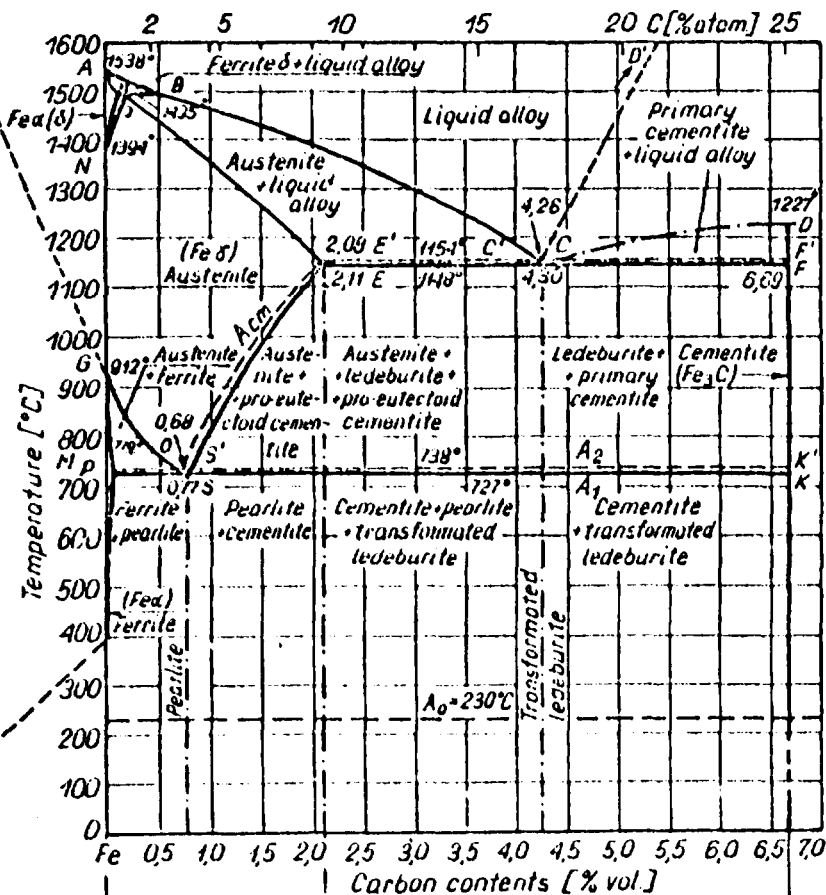 2 3 4 5 10 15 20 C [% atom] 25
1600
1538°
A
Ferrite δ + liquid alloy
B
D'
1500
Feα(δ)
Liquid alloy
Primary
cementite
+ liquid alloy
1400
1394°
N
1300
Austenite
+ liquid
alloy
4,26
1227°
D
1200
(Fe γ)
Austenite
2,09 E' 1154° C' C
F'
F
2,11 E 1148° 4,30 6,69
1100
Acm
1000
G
912°
Austenite
+ ferrite
Auste-
nite +
+ pro-eute-
ctoid cemen-
tite
Austenite +
+ ledeburite +
+ pro-eutectoid
cementite
Ledeburite +
+ primary
cementite
Cementite
(Fe3C)
900
800
0,68
O S'
M P
738°
A2
K'
700
0,77 S
727°
A1
K
Ferrite
+ pearlite
Pearlite
+ cementite
Cementite + pearlite
+ transformated
ledeburite
Cementite
+ transformated
ledeburite
600
500
(Feα)
Ferrite
400
300
Pearlite
A0 = 230°C
Transformated
ledeburite
200
100
0
Temperature [°C]
Fe 0,5 1,0 1,5 2,0 2,5 3,0 3,5 4,0 4,5 5,0 5,5 6,0 6,5 7,0
Carbon contents [% vol.]